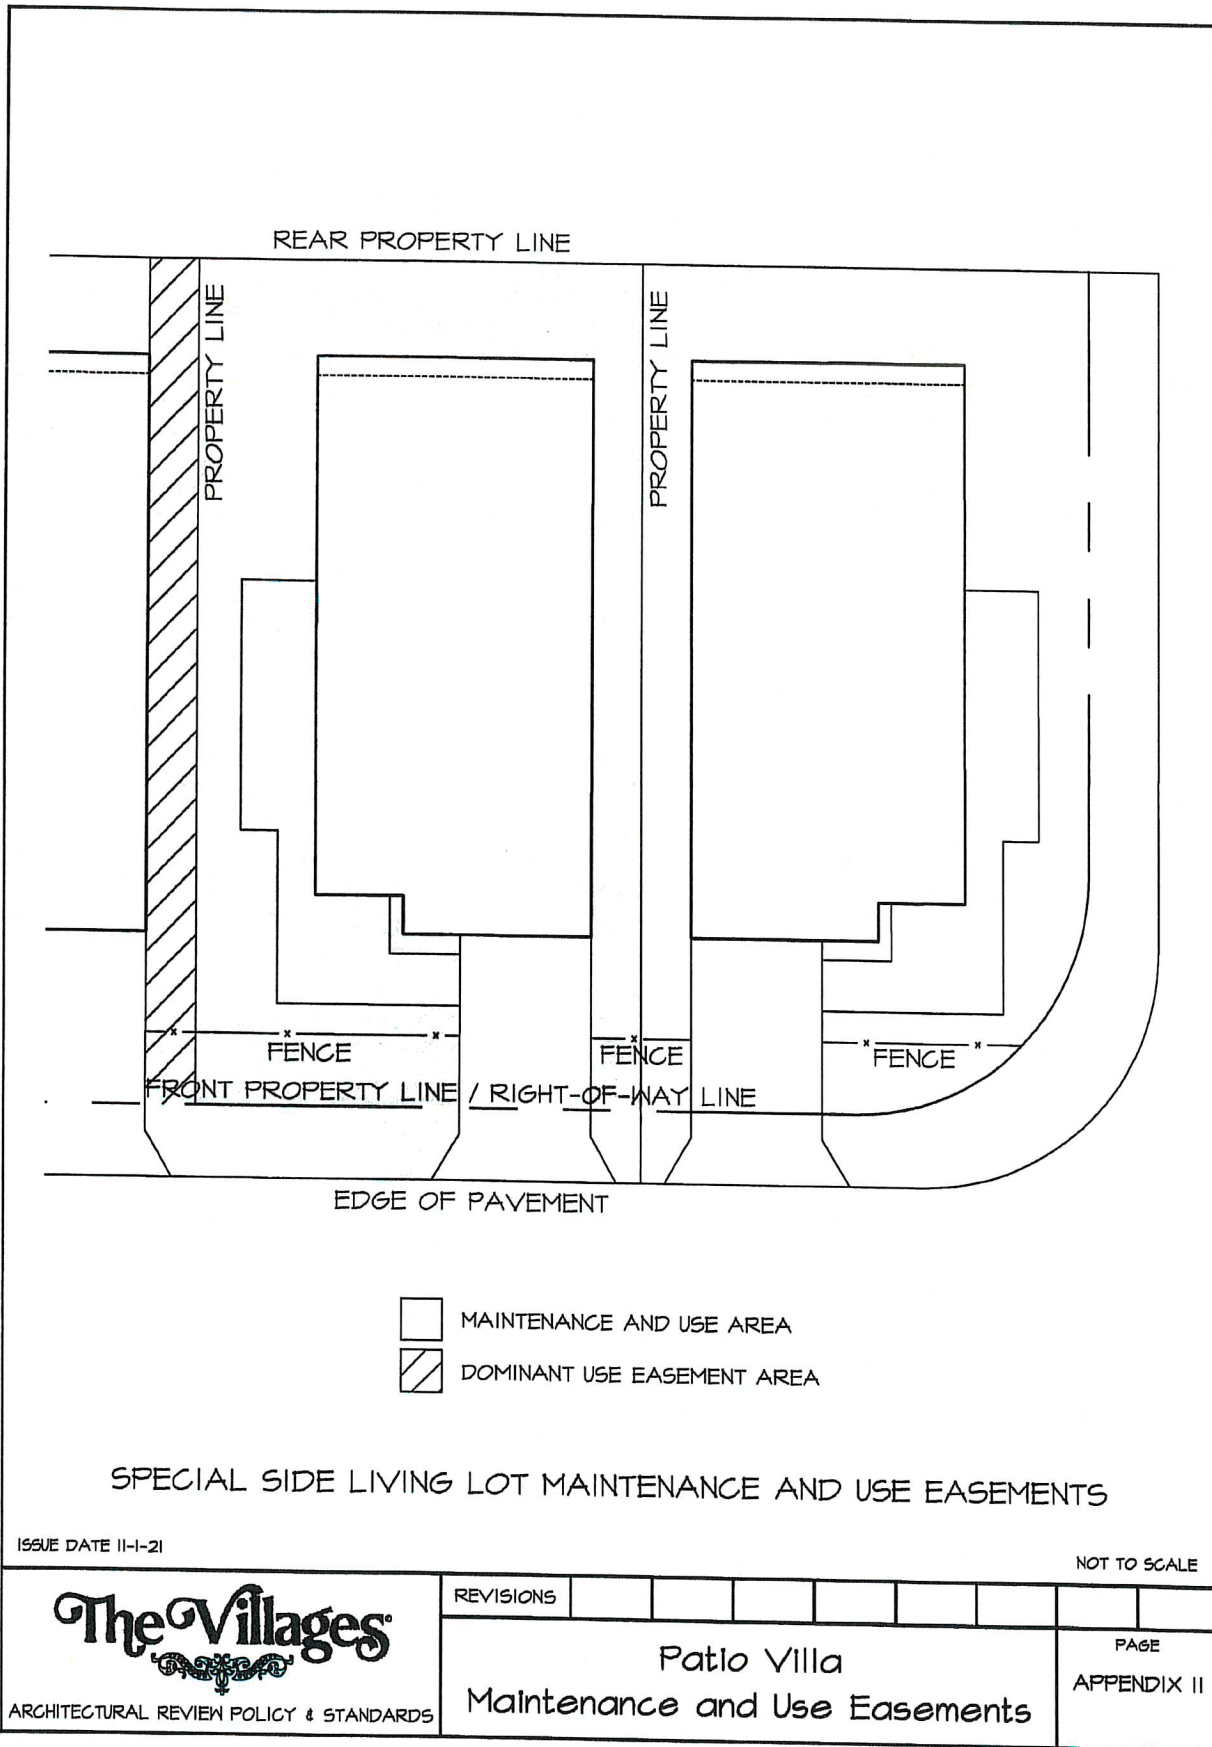 REAR PROPERTY LINE
PROPERTY LINE
PROPERTY LINE
FENCE
FENCE
FENCE
FRONT PROPERTY LINE / RIGHT-OF-WAY LINE
EDGE OF PAVEMENT
MAINTENANCE AND USE AREA
DOMINANT USE EASEMENT AREA
SPECIAL SIDE LIVING LOT MAINTENANCE AND USE EASEMENTS
ISSUE DATE 11-1-21
NOT TO SCALE
The Villages
ARCHITECTURAL REVIEW POLICY & STANDARDS
REVISIONS
Patio Villa
Maintenance and Use Easements
PAGE
APPENDIX 11